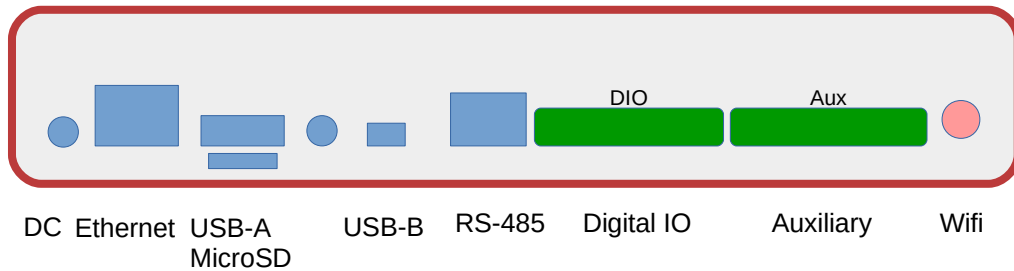 DIO
Aux
DC
Ethernet
USB-A
MicroSD
USB-B
RS-485
Digital IO
Auxiliary
Wifi